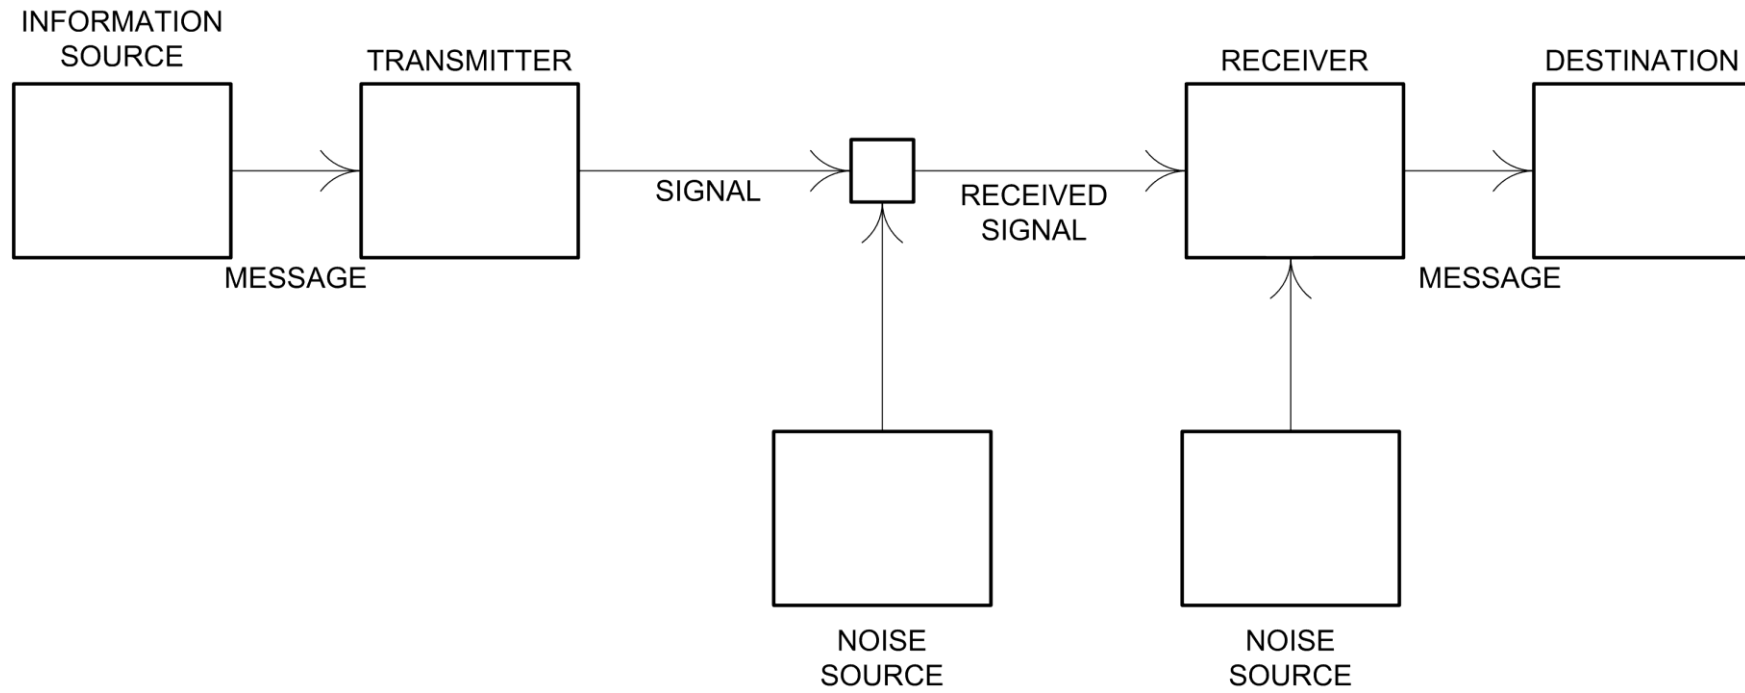 INFORMATION
SOURCE
TRANSMITTER
RECEIVER
DESTINATION
SIGNAL
RECEIVED
SIGNAL
MESSAGE
MESSAGE
NOISE
SOURCE
NOISE
SOURCE